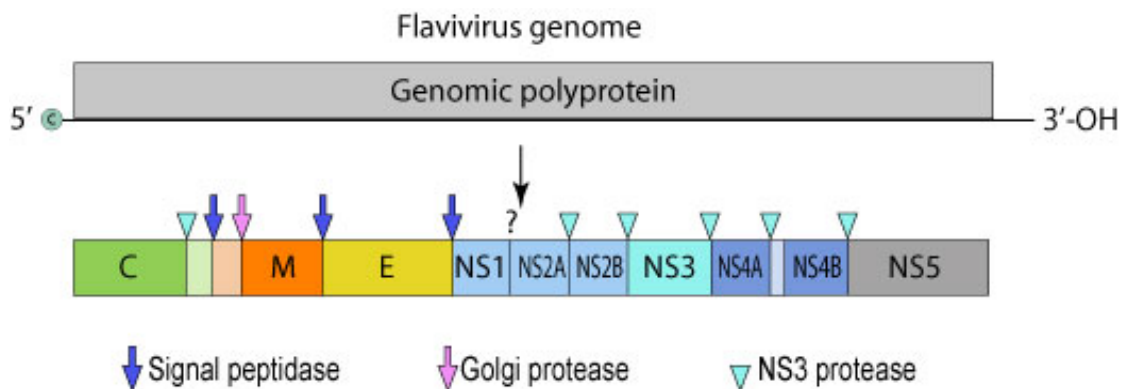 Flavivirus genome
Genomic polyprotein
5′ C 3′-OH
?
C M E NS1 NS2A NS2B NS3 NS4A NS4B NS5
Signal peptidase Golgi protease NS3 protease